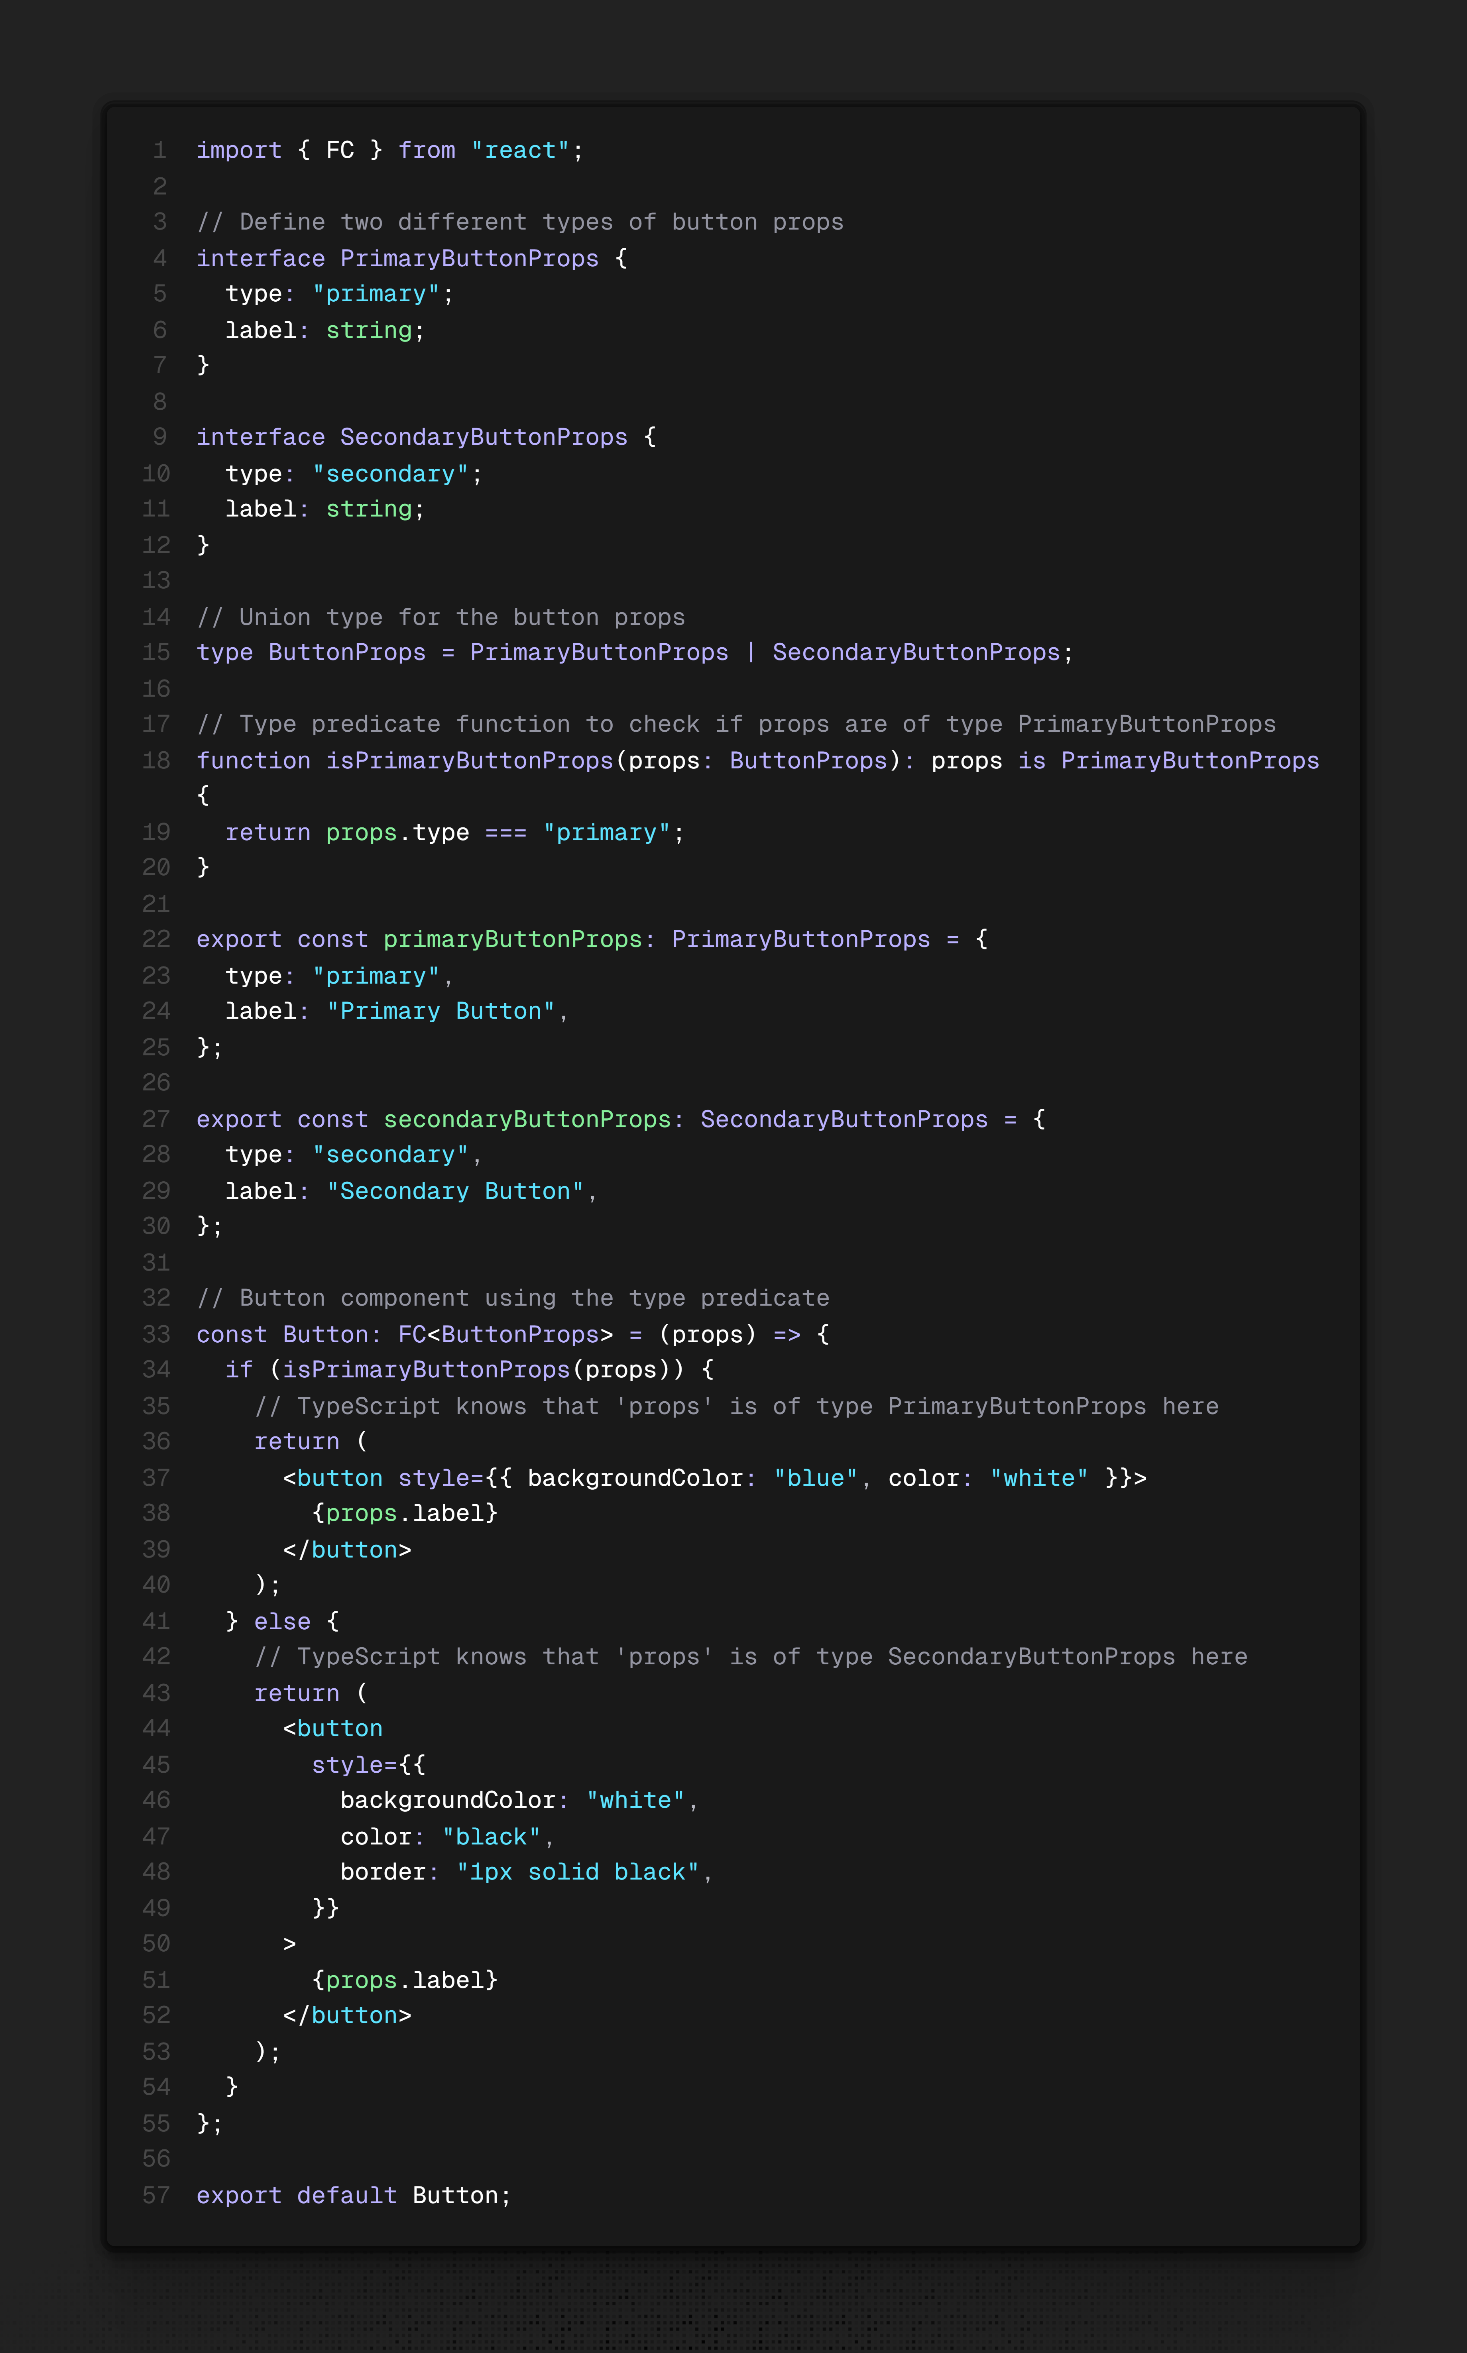 1 import { FC } from "react";
2
3 // Define two different types of button props
4 interface PrimaryButtonProps {
5   type: "primary";
6   label: string;
7 }
8
9 interface SecondaryButtonProps {
10   type: "secondary";
11   label: string;
12 }
13
14 // Union type for the button props
15 type ButtonProps = PrimaryButtonProps | SecondaryButtonProps;
16
17 // Type predicate function to check if props are of type PrimaryButtonProps
18 function isPrimaryButtonProps(props: ButtonProps): props is PrimaryButtonProps
{
19   return props.type === "primary";
20 }
21
22 export const primaryButtonProps: PrimaryButtonProps = {
23   type: "primary",
24   label: "Primary Button",
25 };
26
27 export const secondaryButtonProps: SecondaryButtonProps = {
28   type: "secondary",
29   label: "Secondary Button",
30 };
31
32 // Button component using the type predicate
33 const Button: FC<ButtonProps> = (props) => {
34   if (isPrimaryButtonProps(props)) {
35     // TypeScript knows that 'props' is of type PrimaryButtonProps here
36     return (
37       <button style={{ backgroundColor: "blue", color: "white" }}>
38         {props.label}
39       </button>
40     );
41   } else {
42     // TypeScript knows that 'props' is of type SecondaryButtonProps here
43     return (
44       <button
45         style={{
46           backgroundColor: "white",
47           color: "black",
48           border: "1px solid black",
49         }}
50       >
51         {props.label}
52       </button>
53     );
54   }
55 };
56
57 export default Button;